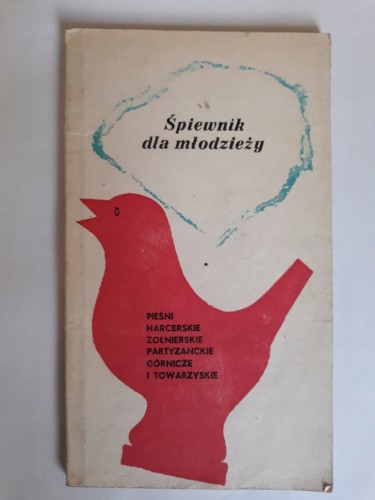 Śpiewnik
dla młodzieży
PIEŚNI
HARCERSKIE
ŻOŁNIERSKIE
PARTYZANCKIE
GÓRNICZE
I TOWARZYSKIE